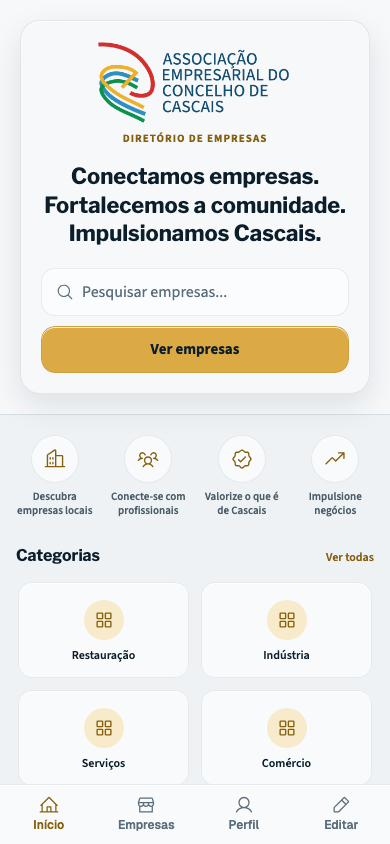 ASSOCIAÇÃO
EMPRESARIAL DO
CONCELHO DE
CASCAIS
DIRETÓRIO DE EMPRESAS
Conectamos empresas.
Fortalecemos a comunidade.
Impulsionamos Cascais.
Pesquisar empresas...
Ver empresas
Descubra
empresas locais
Conecte-se com
profissionais
Valorize o que é
de Cascais
Impulsione
negócios
Categorias
Ver todas
Restauração
Indústria
Serviços
Comércio
Início
Empresas
Perfil
Editar